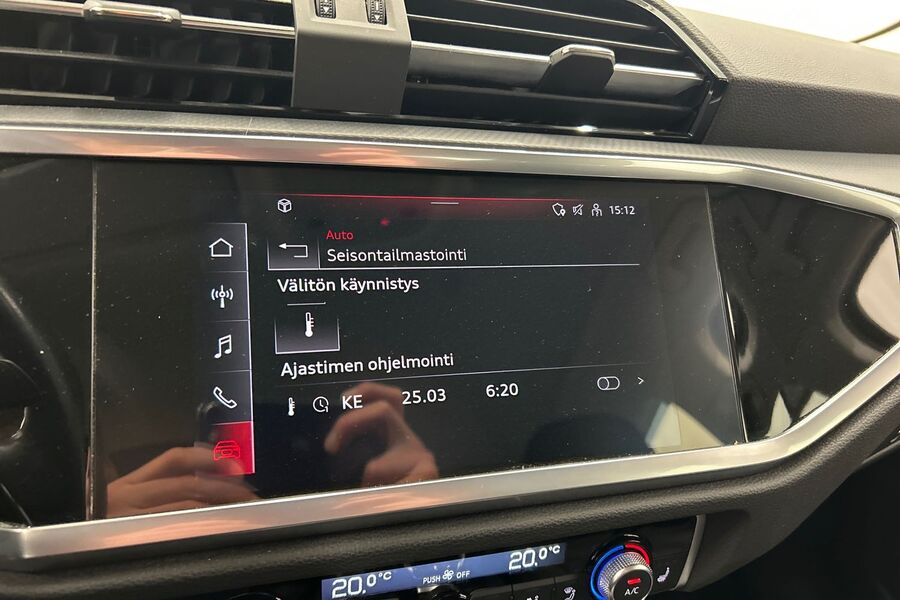 15:12
Auto
Seisontailmastointi
Välitön käynnistys
Ajastimen ohjelmointi
KE 25.03 6:20
20,0°C PUSH OFF 20,0°C
A/C